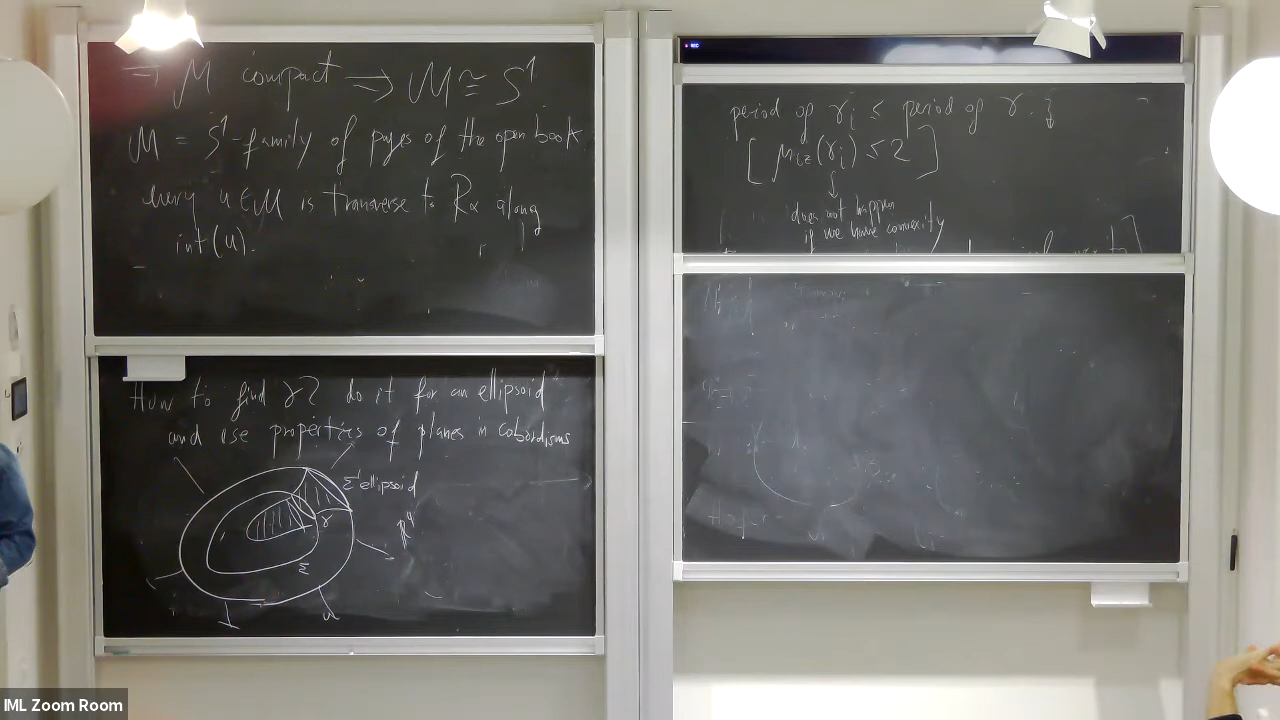 ⇒ M compact ⇒ M ≅ S¹
M = S¹-family of pages of the open book
every u ∈ M is transverse to Rα along
int(u).
How to find γ? do it for an ellipsoid
and use properties of planes in cobordisms
Σ' ellipsoid
γ
ℝ⁴
Σ
REC
period of γi ≤ period of γ.
[ μCZ(γi) < 2 ]
does not happen
if we have convexity
IML Zoom Room